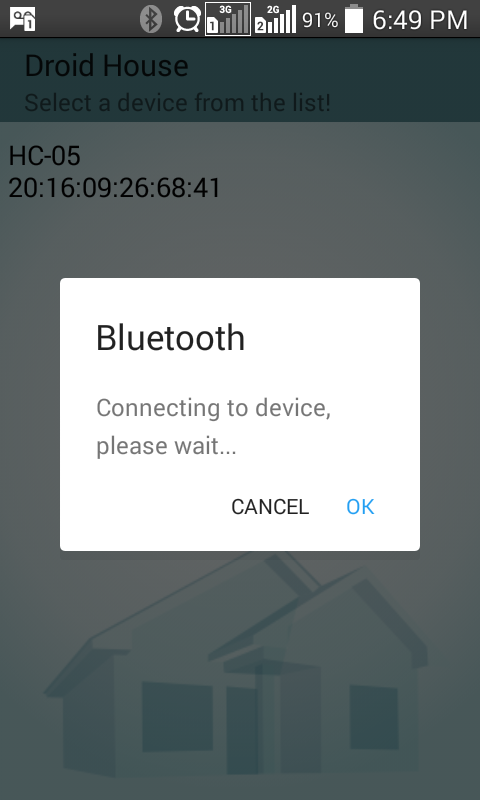 1 3G 2 2G 91% 6:49 PM
Droid House
Select a device from the list!
HC-05
20:16:09:26:68:41
Bluetooth
Connecting to device,
please wait...
CANCEL OK